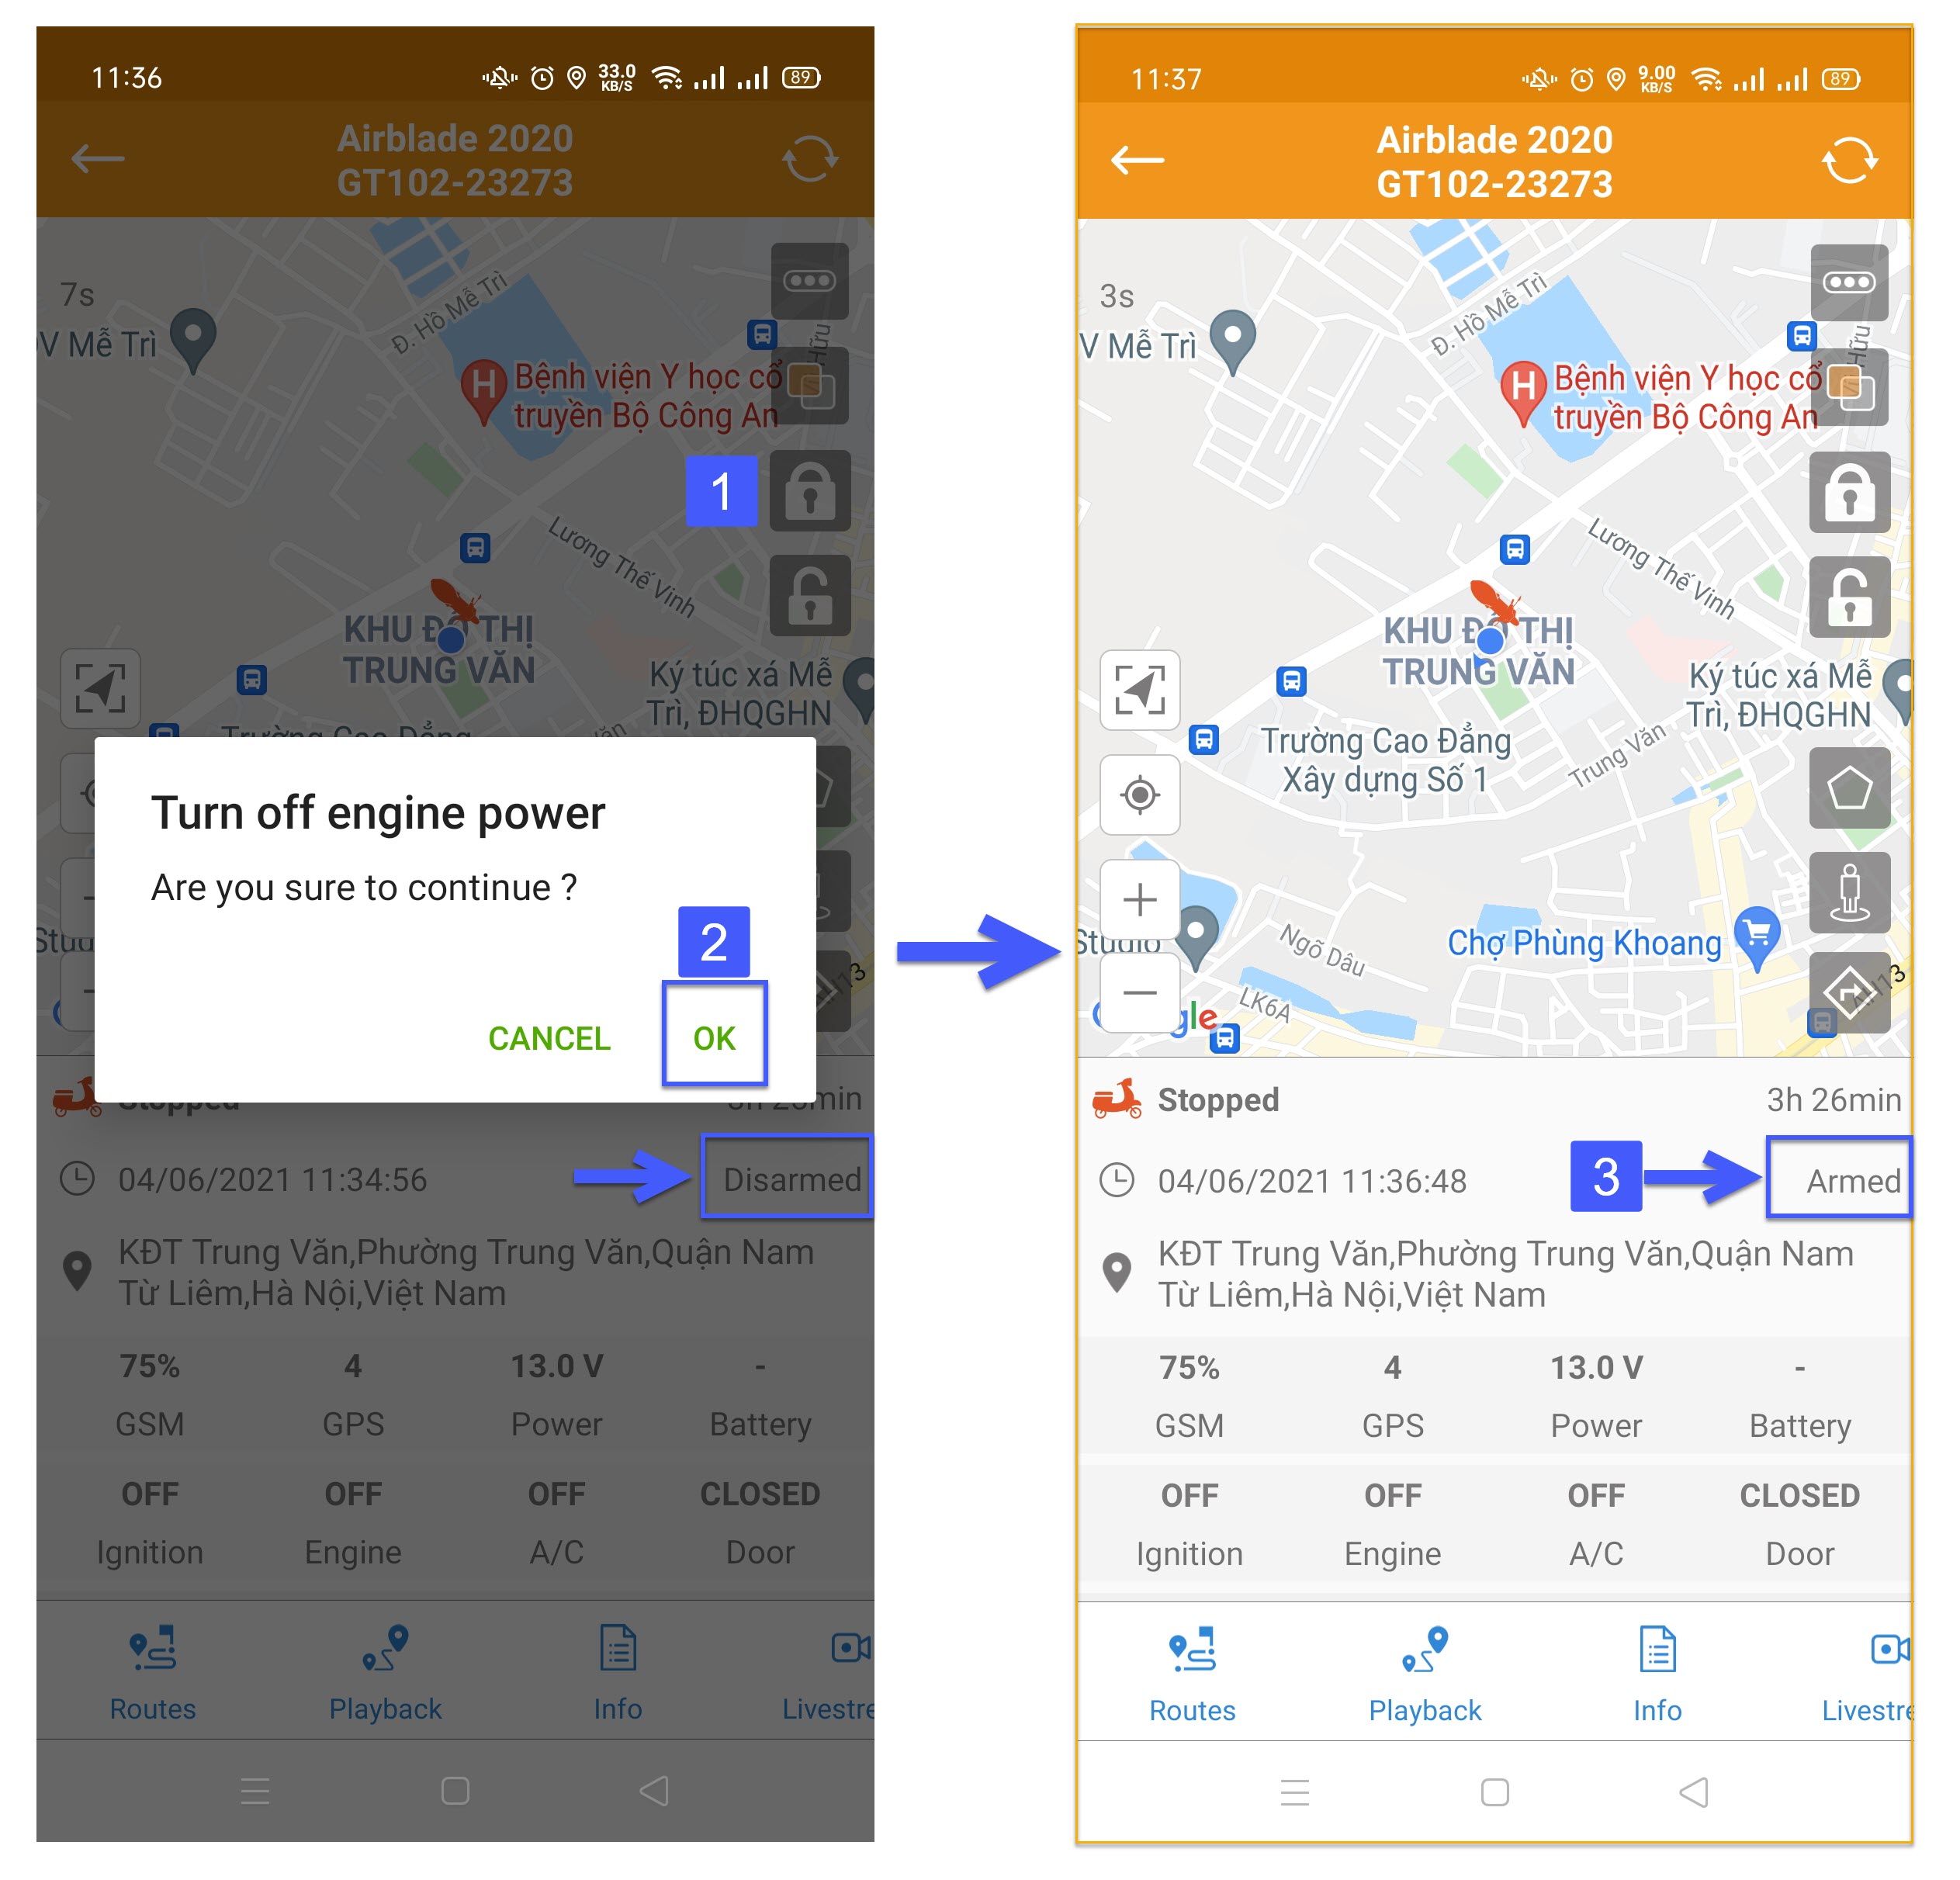 11:36
33.0
KB/S
89
Airblade 2020
GT102-23273
7s
Đ. Hồ Mễ Trì
Hữu
V Mễ Trì
H
Bệnh viện Y học cổ
truyền Bộ Công An
1
Lương Thế Vinh
KHU ĐÔ THỊ
TRUNG VĂN
Ký túc xá Mễ
Trì, ĐHQGHN
Trường Cao Đẳng
Turn off engine power
Are you sure to continue ?
2
CANCEL
OK
Stopped
Disarmed
04/06/2021 11:34:56
KĐT Trung Văn,Phường Trung Văn,Quận Nam
Từ Liêm,Hà Nội,Việt Nam
75%
4
13.0 V
-
GSM
GPS
Power
Battery
OFF
OFF
OFF
CLOSED
Ignition
Engine
A/C
Door
Routes
Playback
Info
Livestre
11:37
9.00
KB/S
89
Airblade 2020
GT102-23273
3s
Đ. Hồ Mễ Trì
Hữu
V Mễ Trì
H
Bệnh viện Y học cổ
truyền Bộ Công An
Lương Thế Vinh
KHU ĐÔ THỊ
TRUNG VĂN
Ký túc xá Mễ
Trì, ĐHQGHN
Trường Cao Đẳng
Xây dựng Số 1
Trung Văn
Studio
Ngõ Dâu
Chợ Phùng Khoang
LK6A
AH13
Stopped
3h 26min
04/06/2021 11:36:48
3
Armed
KĐT Trung Văn,Phường Trung Văn,Quận Nam
Từ Liêm,Hà Nội,Việt Nam
75%
4
13.0 V
-
GSM
GPS
Power
Battery
OFF
OFF
OFF
CLOSED
Ignition
Engine
A/C
Door
Routes
Playback
Info
Livestre